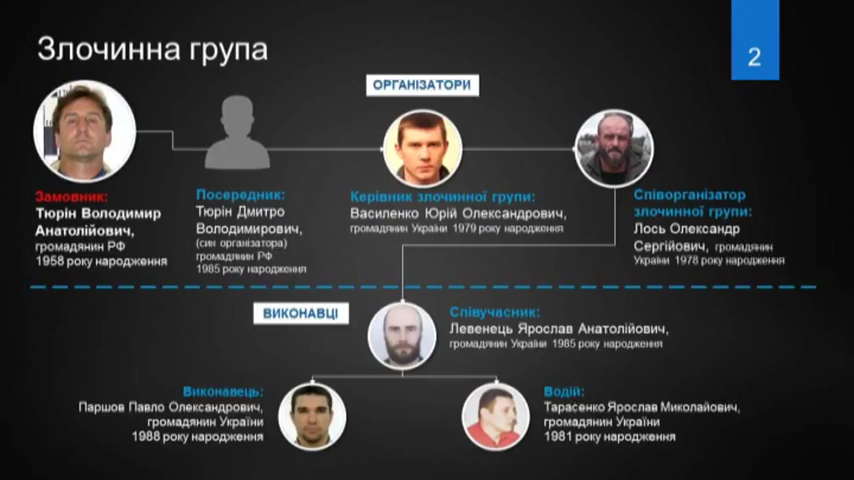 Злочинна група
2
ОРГАНІЗАТОРИ
Замовник:
Тюрін Володимир
Анатолійович,
громадянин РФ
1958 року народження
Посередник:
Тюрін Дмитро
Володимирович,
(син організатора)
громадянин РФ
1985 року народження
Керівник злочинної групи:
Василенко Юрій Олександрович,
громадянин України 1979 року народження
Співорганізатор
злочинної групи:
Лось Олександр
Сергійович, громадянин
України 1978 року народження
ВИКОНАВЦІ
Співучасник:
Левенець Ярослав Анатолійович,
громадянин України 1985 року народження
Виконавець:
Паршов Павло Олександрович,
громадянин України
1988 року народження
Водій:
Тарасенко Ярослав Миколайович,
громадянин України
1981 року народження